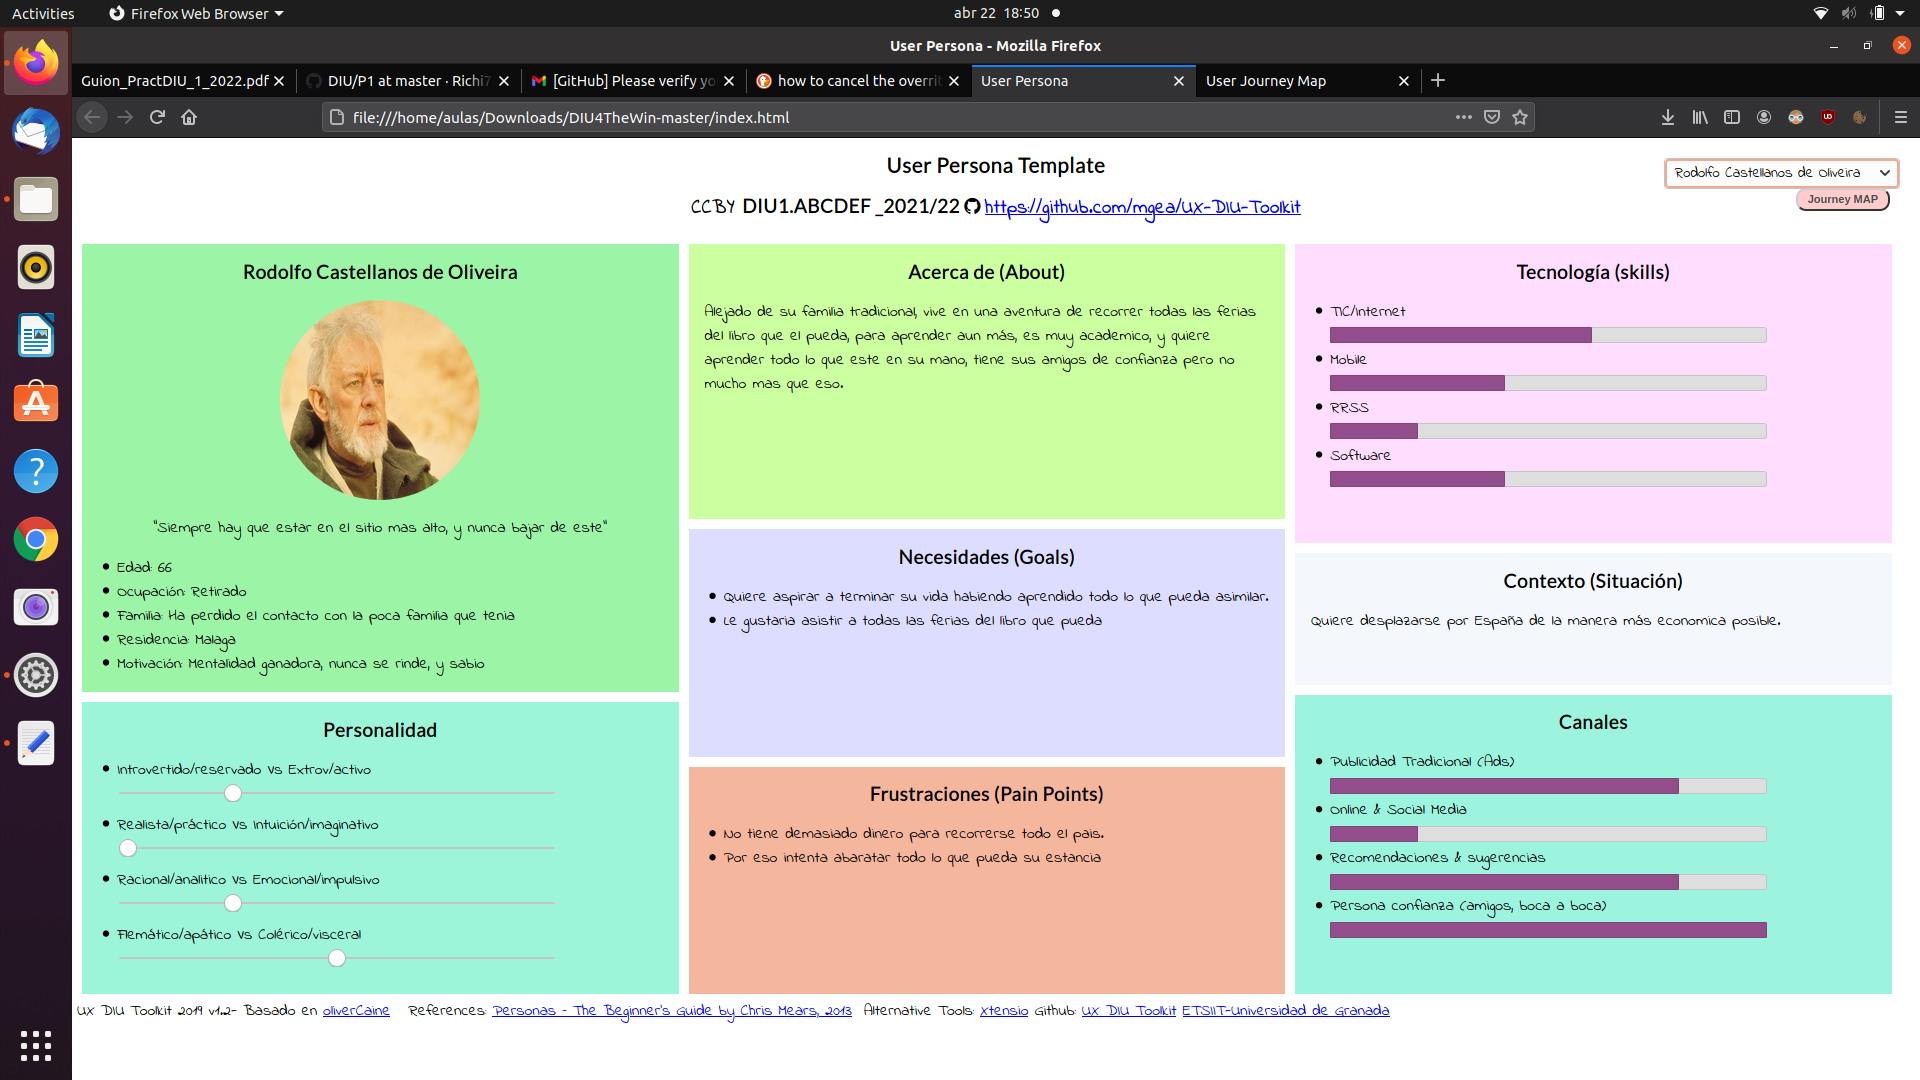 Activities
Firefox Web Browser
abr 22 18:50
User Persona - Mozilla Firefox
Guion_PractDIU_1_2022.pdf
DIU/P1 at master · Richi7
[GitHub] Please verify yo
how to cancel the overrit
User Persona
User Journey Map
file:///home/aulas/Downloads/DIU4TheWin-master/index.html
User Persona Template
Rodolfo Castellanos de Oliveira
CCBY DIU1.ABCDEF _2021/22 https://github.com/mgea/UX-DIU-Toolkit
Journey MAP
Rodolfo Castellanos de Oliveira
"Siempre hay que estar en el sitio mas alto, y nunca bajar de este"
Edad: 66
Ocupación: Retirado
Familia: Ha perdido el contacto con la poca familia que tenia
Residencia: Malaga
Motivación: Mentalidad ganadora, nunca se rinde, y sabio
Personalidad
Introvertido/reservado Vs Extrov/activo
Realista/práctico Vs Intuición/imaginativo
Racional/analitico Vs Emocional/impulsivo
Flemático/apático Vs Colérico/visceral
Acerca de (About)
Alejado de su familia tradicional, vive en una aventura de recorrer todas las ferias
del libro que el pueda, para aprender aun más, es muy academico, y quiere
aprender todo lo que este en su mano, tiene sus amigos de confianza pero no
mucho mas que eso.
Necesidades (Goals)
Quiere aspirar a terminar su vida habiendo aprendido todo lo que pueda asimilar.
Le gustaria asistir a todas las ferias del libro que pueda
Frustraciones (Pain Points)
No tiene demasiado dinero para recorrerse todo el pais.
Por eso intenta abaratar todo lo que pueda su estancia
Tecnología (skills)
TIC/Internet
Mobile
RRSS
Software
Contexto (Situación)
Quiere desplazarse por España de la manera más economica posible.
Canales
Publicidad Tradicional (Ads)
Online & Social Media
Recomendaciones & sugerencias
Persona confianza (amigos, boca a boca)
UX DIU Toolkit 2019 v1.2- Basado en oliverCaine References: Personas - The Beginner's Guide by Chris Mears, 2013 Alternative Tools: Xtensio Github: UX DIU Toolkit ETSIIT-Universidad de Granada